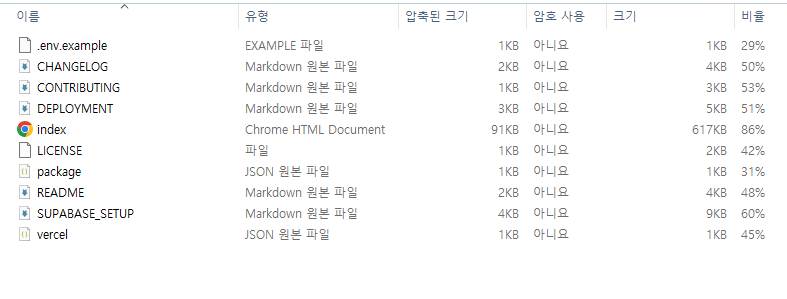 이름 유형 압축된 크기 암호 사용 크기 비율
.env.example EXAMPLE 파일 1KB 아니요 1KB 29%
CHANGELOG Markdown 원본 파일 2KB 아니요 4KB 50%
CONTRIBUTING Markdown 원본 파일 1KB 아니요 3KB 53%
DEPLOYMENT Markdown 원본 파일 3KB 아니요 5KB 51%
index Chrome HTML Document 91KB 아니요 617KB 86%
LICENSE 파일 1KB 아니요 2KB 42%
package JSON 원본 파일 1KB 아니요 1KB 31%
README Markdown 원본 파일 2KB 아니요 4KB 48%
SUPABASE_SETUP Markdown 원본 파일 4KB 아니요 9KB 60%
vercel JSON 원본 파일 1KB 아니요 1KB 45%